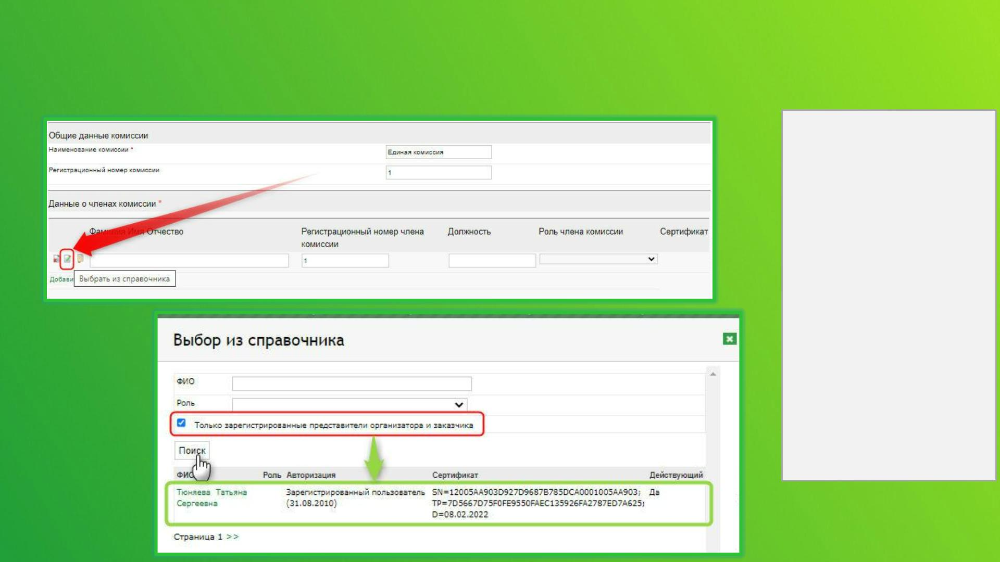 Общие данные комиссии
Наименование комиссии *
Единая комиссия
Регистрационный номер комиссии
1
Данные о членах комиссии *
Фамилия Имя Отчество
Регистрационный номер члена
комиссии
Должность
Роль члена комиссии
Сертификат
1
Добави
Выбрать из справочника
Выбор из справочника
ФИО
Роль
Только зарегистрированные представители организатора и заказчика
Поиск
ФИО Роль Авторизация Сертификат Действующий
Тюняева Татьяна
Сергеевна
Зарегистрированный пользователь
(31.08.2010)
SN=12005AA903D927D9687B785DCA0001005AA903;
TP=7D5667D75F0FE9550FAEC135926FA2787ED7A625;
D=08.02.2022
Да
Страница 1 >>